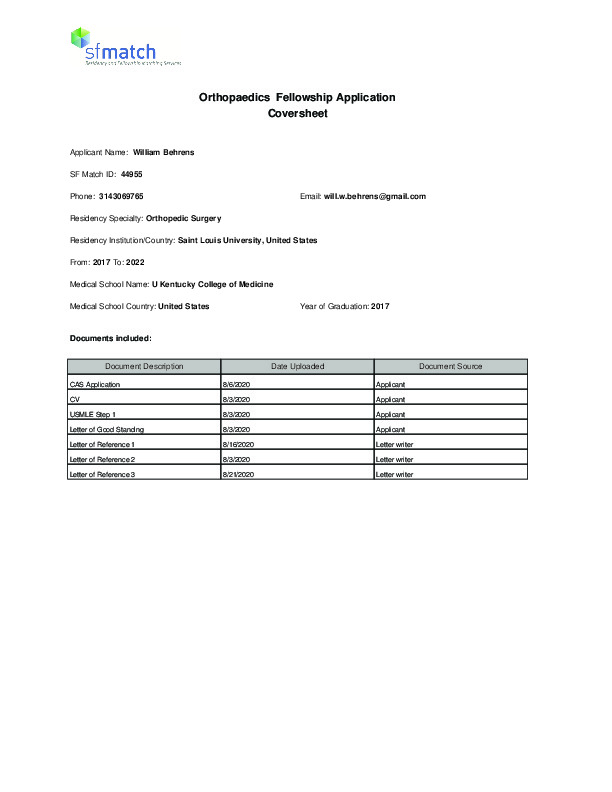 sfmatch
Residency and Fellowship matching Services
Orthopaedics Fellowship Application
Coversheet
Applicant Name: William Behrens
SF Match ID: 44955
Phone: 3143069765 Email: will.w.behrens@gmail.com
Residency Specialty: Orthopedic Surgery
Residency Institution/Country: Saint Louis University, United States
From: 2017 To: 2022
Medical School Name: U Kentucky College of Medicine
Medical School Country: United States Year of Graduation: 2017
Documents included:
Document Description Date Uploaded Document Source
CAS Application 8/6/2020 Applicant
CV 8/3/2020 Applicant
USMLE Step 1 8/3/2020 Applicant
Letter of Good Standing 8/3/2020 Applicant
Letter of Reference 1 8/16/2020 Letter writer
Letter of Reference 2 8/3/2020 Letter writer
Letter of Reference 3 8/21/2020 Letter writer